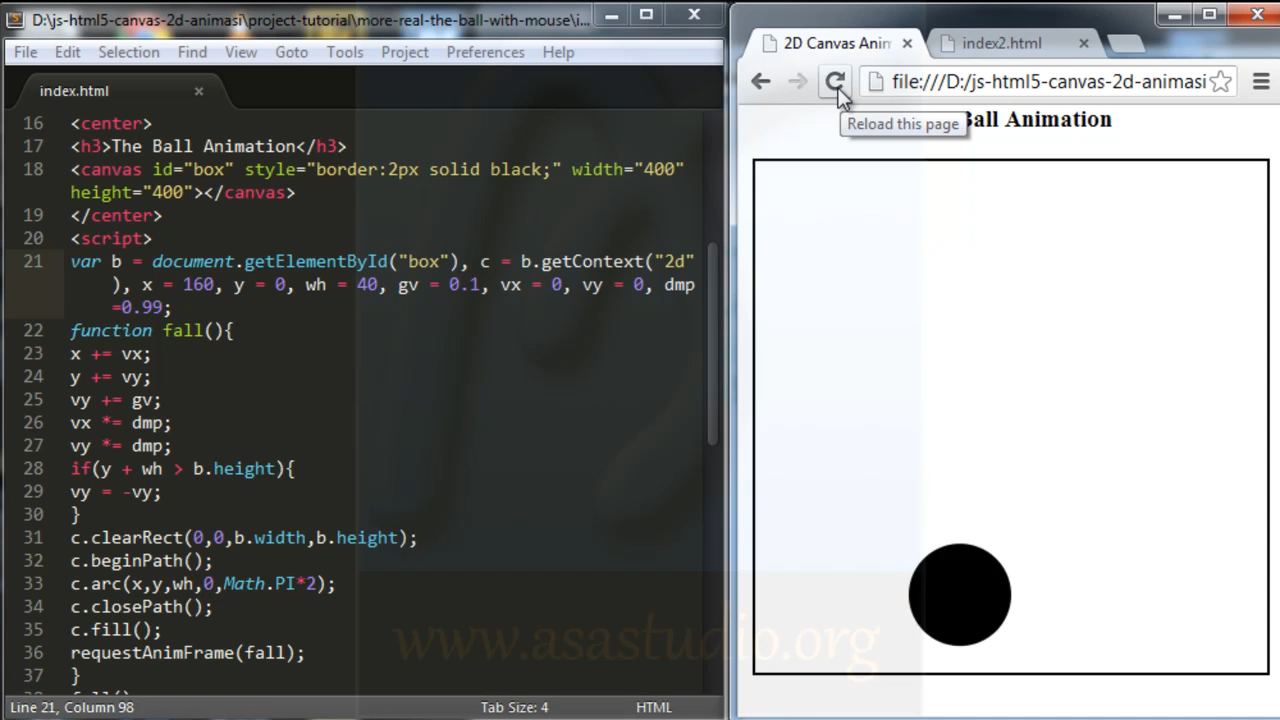 D:\js-html5-canvas-2d-animasi\project-tutorial\more-real-the-ball-with-mouse\i...
File Edit Selection Find View Goto Tools Project Preferences Help
index.html
16 <center>
17 <h3>The Ball Animation</h3>
18 <canvas id="box" style="border:2px solid black;" width="400"
height="400"></canvas>
19 </center>
20 <script>
21 var b = document.getElementById("box"), c = b.getContext("2d"
), x = 160, y = 0, wh = 40, gv = 0.1, vx = 0, vy = 0, dmp
=0.99;
22 function fall(){
23 x += vx;
24 y += vy;
25 vy += gv;
26 vx *= dmp;
27 vy *= dmp;
28 if(y + wh > b.height){
29 vy = -vy;
30 }
31 c.clearRect(0,0,b.width,b.height);
32 c.beginPath();
33 c.arc(x,y,wh,0,Math.PI*2);
34 c.closePath();
35 c.fill();
36 requestAnimFrame(fall);
37 }
Line 21, Column 98 Tab Size: 4 HTML
2D Canvas Anim index2.html
file:///D:/js-html5-canvas-2d-animasi
Reload this page
Ball Animation
www.asastudio.org